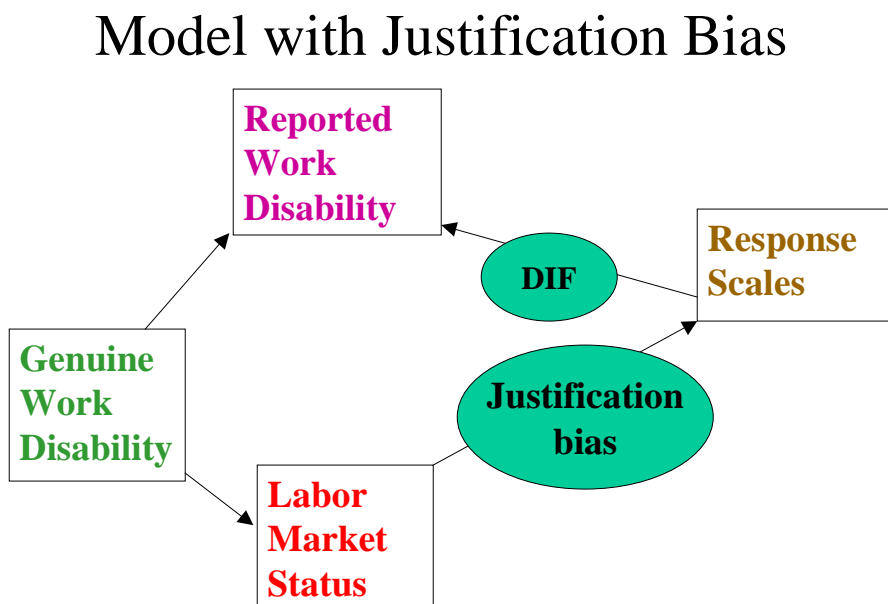 Model with Justification Bias
Reported
Work
Disability
Response
Scales
DIF
Genuine
Work
Disability
Justification
bias
Labor
Market
Status